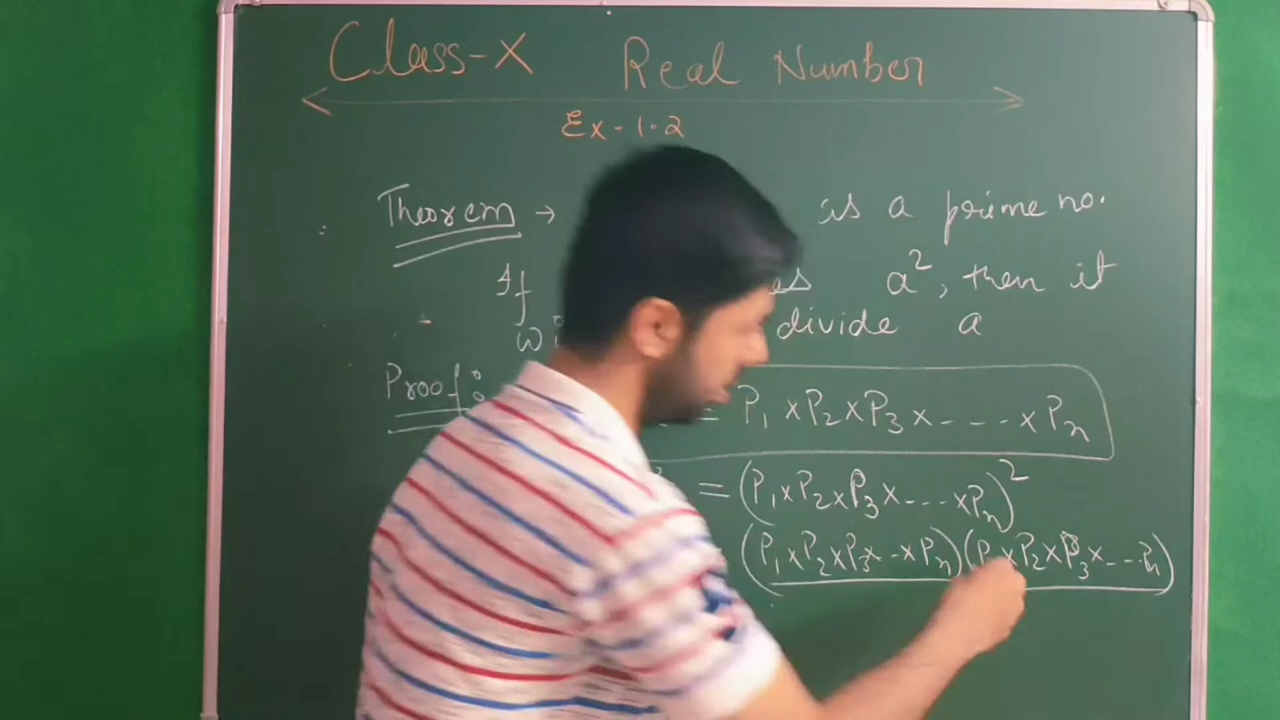 Class-X Real Number
Ex-1.2
Theorem → is a prime no.
If a², then it
divide a
Proof: = P₁ x P₂ x P₃ x - - - - x Pₙ
= (P₁ x P₂ x P₃ x - - - - x Pₙ)²
(P₁ x P₂ x P₃ x - - x Pₙ) (P₁ x P₂ x P₃ x - - - Pₙ)